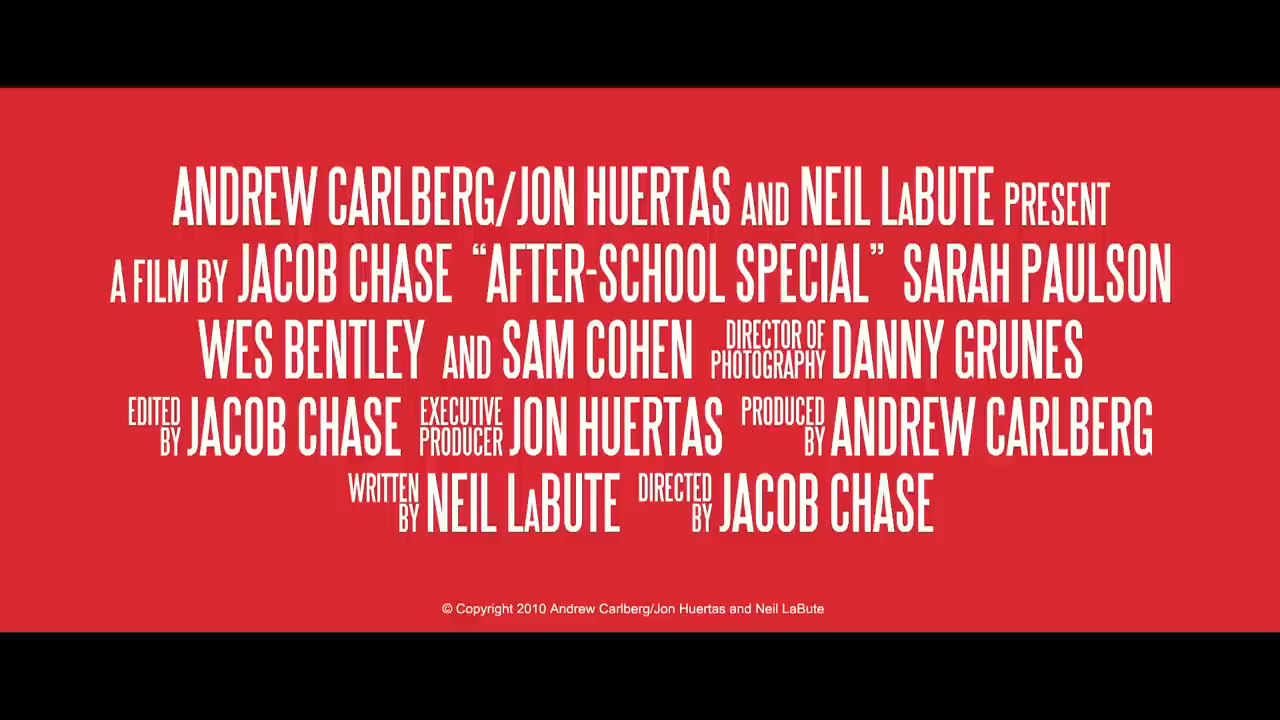 ANDREW CARLBERG/JON HUERTAS AND NEIL LABUTE PRESENT
A FILM BY JACOB CHASE “AFTER-SCHOOL SPECIAL” SARAH PAULSON
WES BENTLEY AND SAM COHEN DIRECTOR OF PHOTOGRAPHY DANNY GRUNES
EDITED BY JACOB CHASE EXECUTIVE PRODUCER JON HUERTAS PRODUCED BY ANDREW CARLBERG
WRITTEN BY NEIL LABUTE DIRECTED BY JACOB CHASE
© Copyright 2010 Andrew Carlberg/Jon Huertas and Neil LaBute